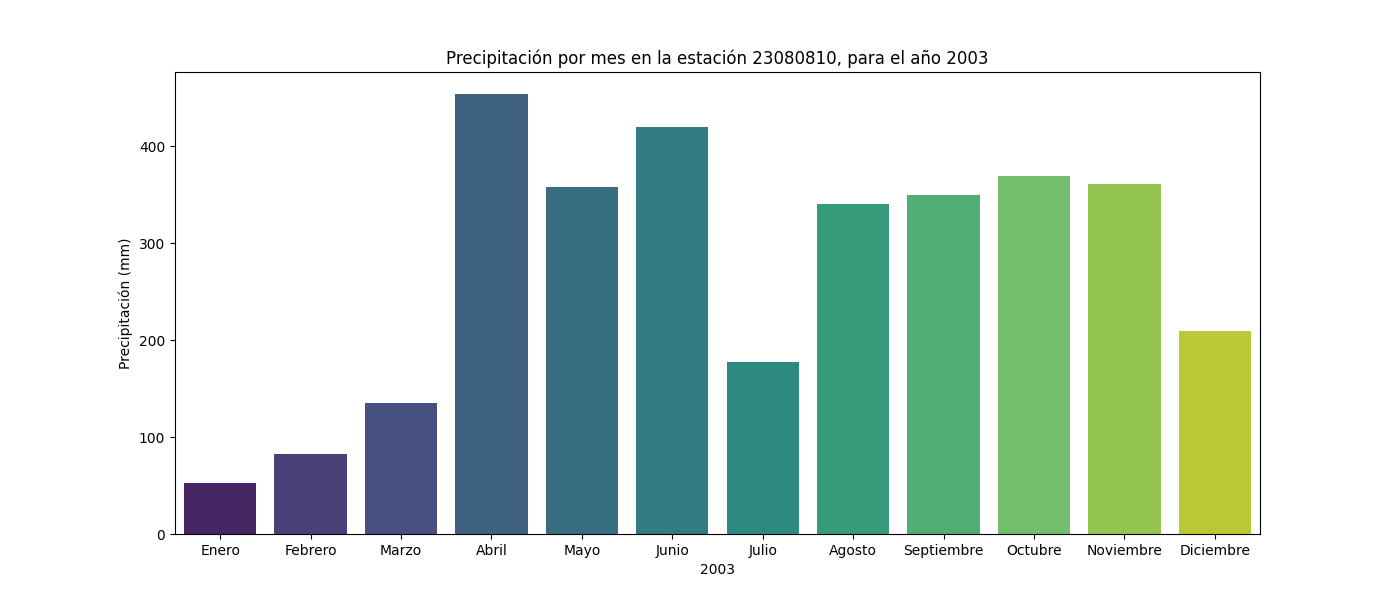 Precipitación por mes en la estación 23080810, para el año 2003
Precipitación (mm)
400
300
200
100
0
Enero Febrero Marzo Abril Mayo Junio Julio Agosto Septiembre Octubre Noviembre Diciembre
2003